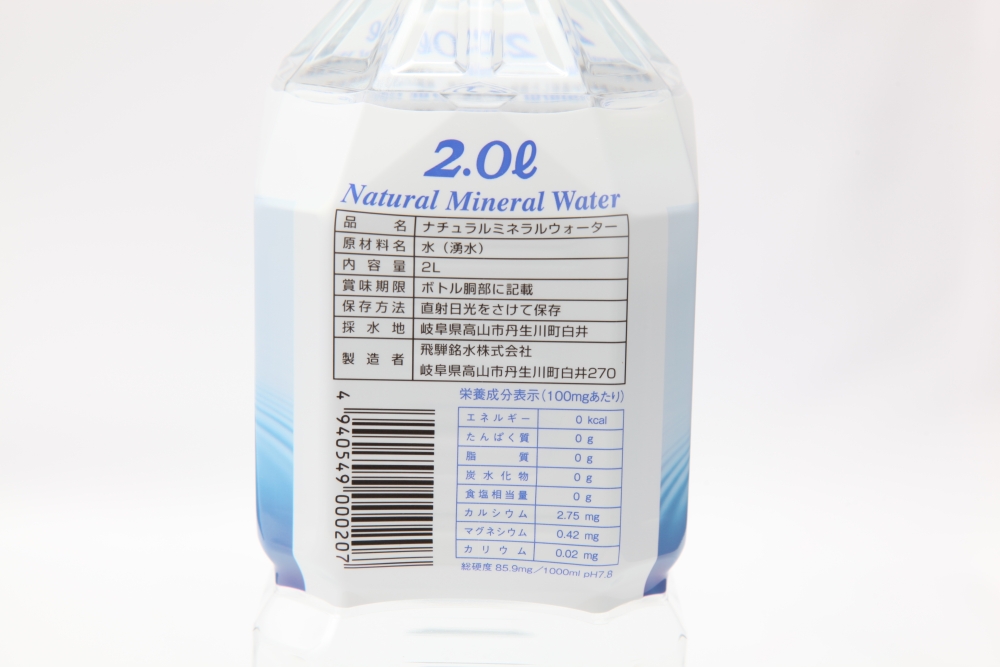 2.0ℓ
Natural Mineral Water
品名 ナチュラルミネラルウォーター
原材料名 水（湧水）
内容量 2L
賞味期限 ボトル胴部に記載
保存方法 直射日光をさけて保存
採水地 岐阜県高山市丹生川町白井
製造者 飛騨銘水株式会社
岐阜県高山市丹生川町白井270
栄養成分表示（100mgあたり）
エネルギー 0 kcal
たんぱく質 0 g
脂質 0 g
炭水化物 0 g
食塩相当量 0 g
カルシウム 2.75 mg
マグネシウム 0.42 mg
カリウム 0.02 mg
総硬度 85.9mg／1000ml pH7.8
4 940549 000207